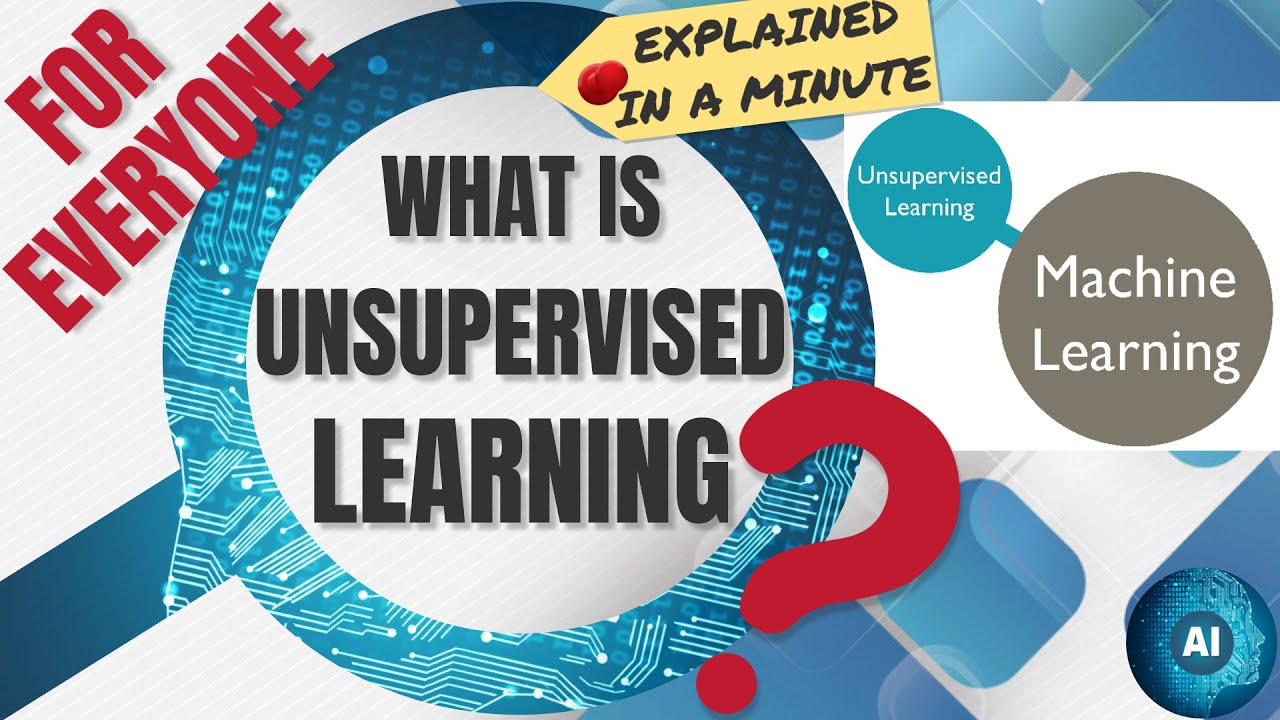 FOR
EVERYONE
EXPLAINED
IN A MINUTE
WHAT IS
UNSUPERVISED
LEARNING
?
Unsupervised
Learning
Machine
Learning
AI